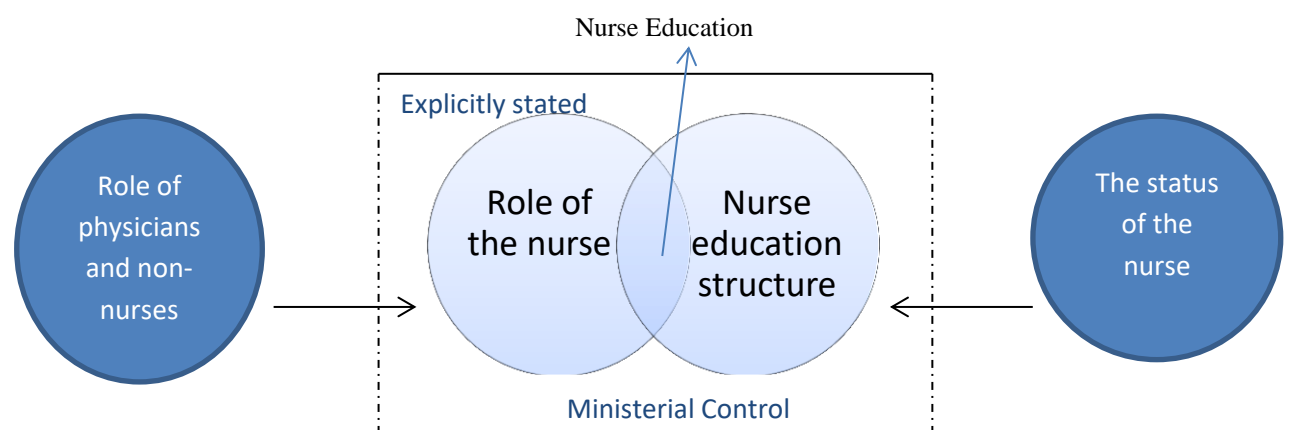 Nurse Education
Explicitly stated
Role of
physicians
and non-
nurses
Role of
the nurse
Nurse
education
structure
The status
of the
nurse
Ministerial Control